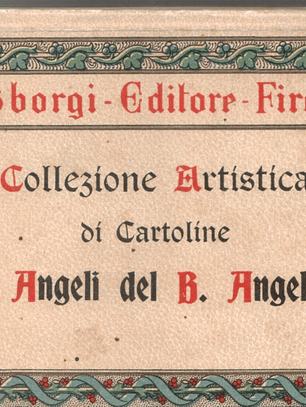 Sborgi-Editore-Fir
Collezione Artistica
di Cartoline
Angeli del B. Angel